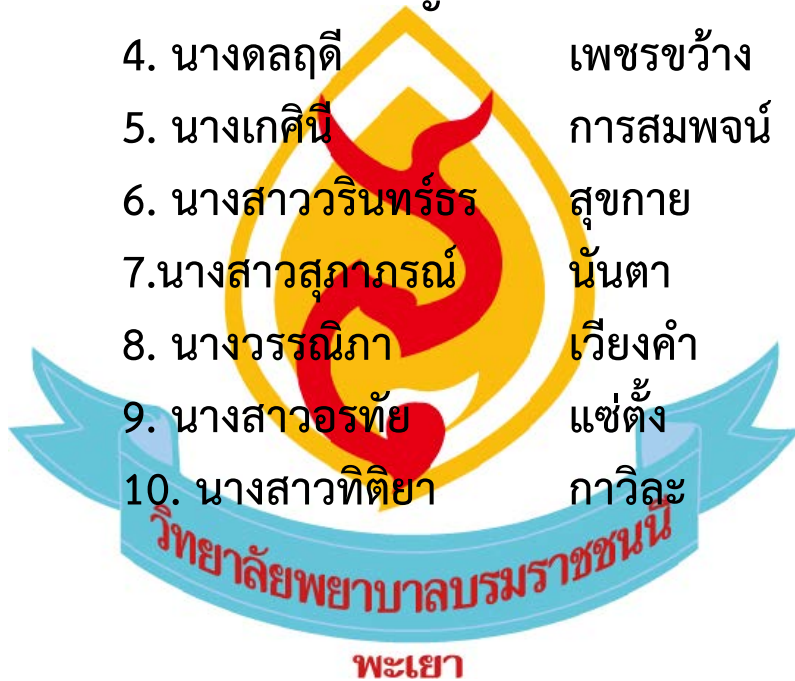 4. นางดลฤดี เพชรขว้าง
5. นางเกศินี การสมพจน์
6. นางสาววรินทร์ธร สุขกาย
7.นางสาวสุภาภรณ์ นันตา
8. นางวรรณิภา เวียงคำ
9. นางสาวอรทัย แซ่ตั้ง
10. นางสาวทิติยา กาวิละ
วิทยาลัยพยาบาลบรมราชชนนี
พะเยา